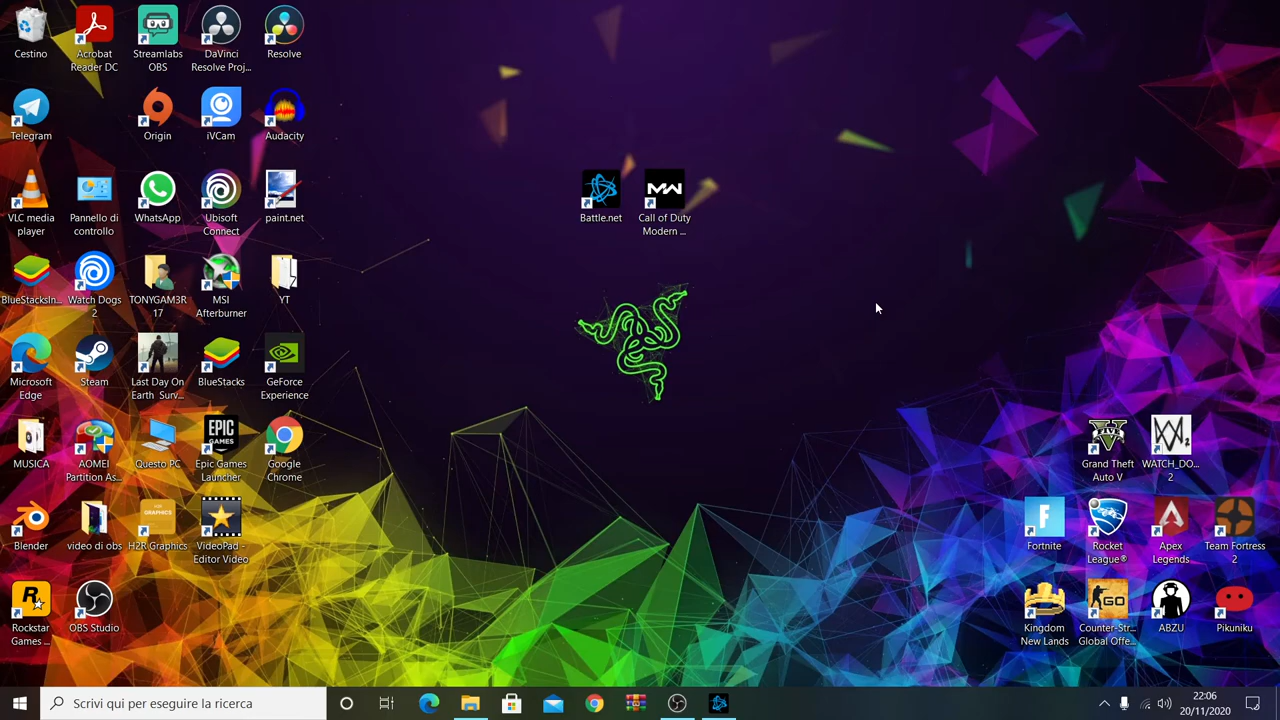 Cestino
Acrobat
Reader DC
Streamlabs
OBS
DaVinci
Resolve Proj...
Resolve
Telegram
Origin
iVCam
Audacity
VLC media
player
Pannello di
controllo
WhatsApp
Ubisoft
Connect
paint.net
Battle.net
Call of Duty
Modern ...
BlueStacksIn...
Watch Dogs
2
TONYGAM3R
17
MSI
Afterburner
YT
Microsoft
Edge
Steam
Last Day On
Earth Surv...
BlueStacks
GeForce
Experience
MUSICA
AOMEI
Partition As...
Questo PC
Epic Games
Launcher
Google
Chrome
Grand Theft
Auto V
WATCH_DO...
2
Blender
video di obs
H2R Graphics
VideoPad -
Editor Video
Fortnite
Rocket
League®
Apex
Legends
Team Fortress
2
Rockstar
Games ...
OBS Studio
Kingdom
New Lands
Counter-Str...
Global Offe...
ABZU
Pikuniku
Scrivi qui per eseguire la ricerca
22:06
20/11/2020